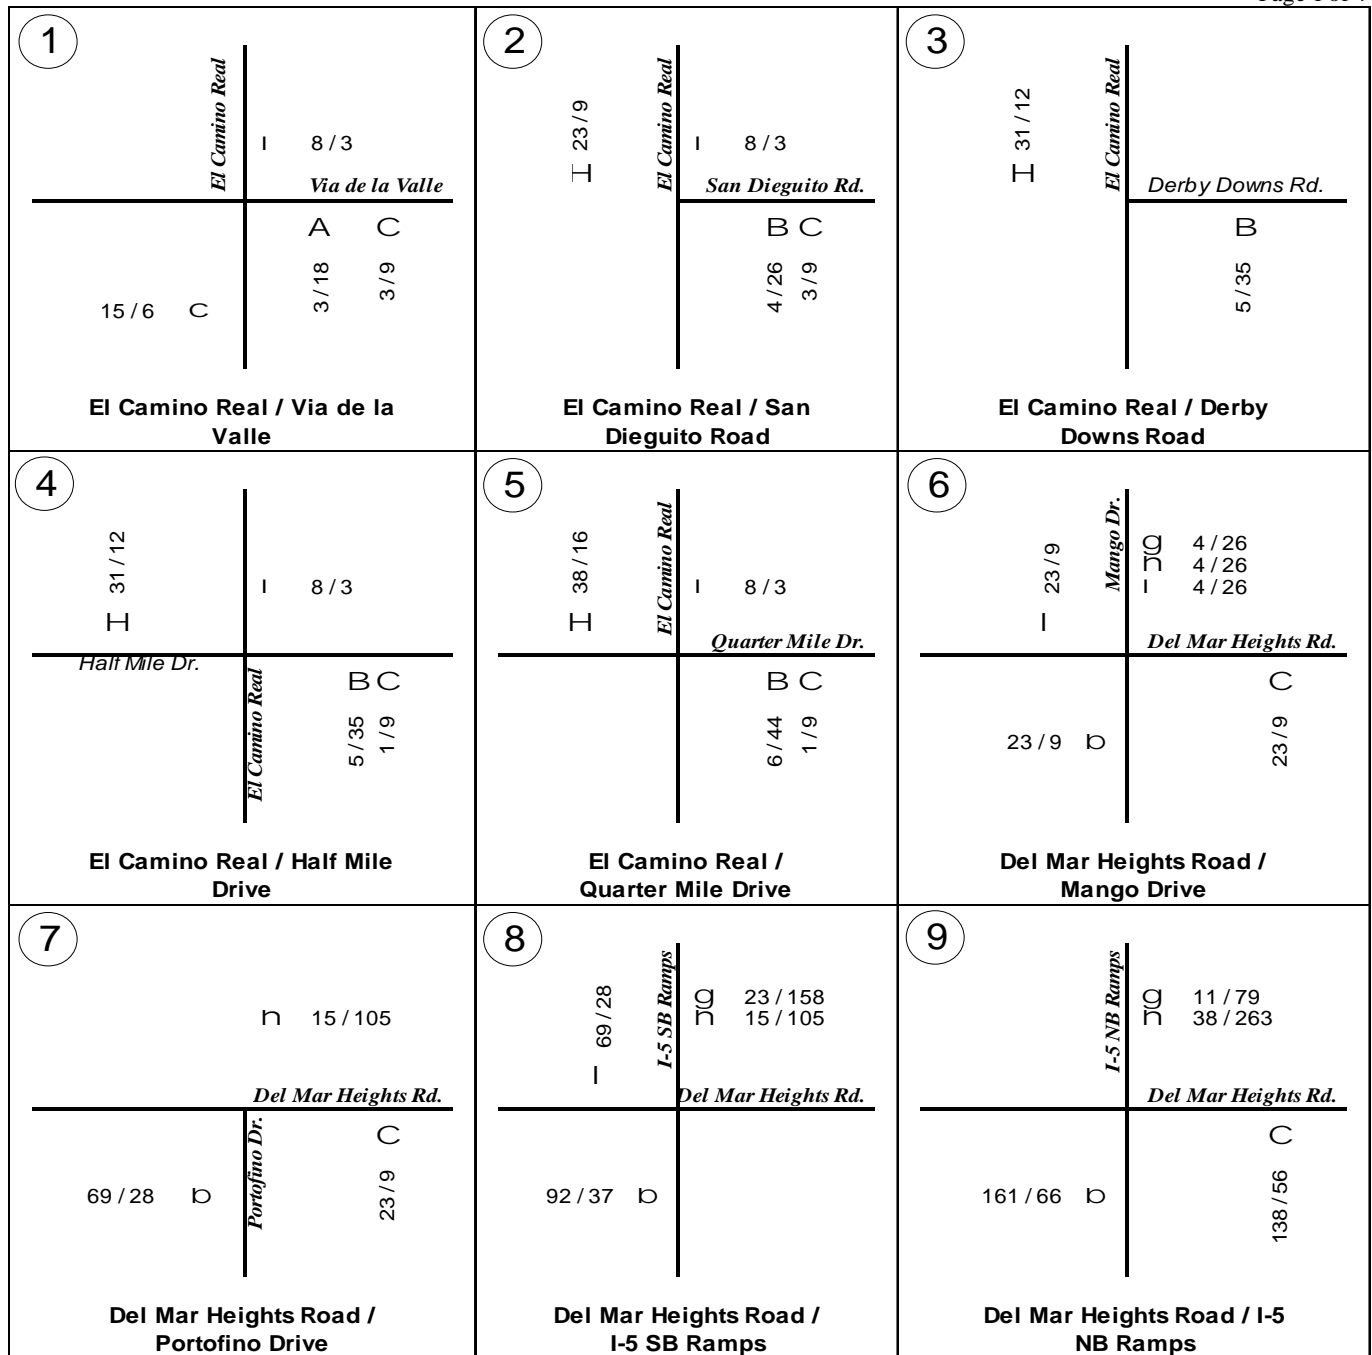 1
El Camino Real
I 8 / 3
Via de la Valle
A C
3 / 18
3 / 9
15 / 6 C
El Camino Real / Via de la
Valle
2
23 / 9
H
El Camino Real
I 8 / 3
San Dieguito Rd.
B C
4 / 26
3 / 9
El Camino Real / San
Dieguito Road
3
31 / 12
H
El Camino Real
Derby Downs Rd.
B
5 / 35
El Camino Real / Derby
Downs Road
4
31 / 12
H
I 8 / 3
Half Mile Dr.
El Camino Real
B C
5 / 35
1 / 9
El Camino Real / Half Mile
Drive
5
38 / 16
H
El Camino Real
I 8 / 3
Quarter Mile Dr.
B C
6 / 44
1 / 9
El Camino Real /
Quarter Mile Drive
6
23 / 9
I
Mango Dr.
g 4 / 26
h 4 / 26
I 4 / 26
Del Mar Heights Rd.
C
23 / 9
23 / 9 b
Del Mar Heights Road /
Mango Drive
7
h 15 / 105
Del Mar Heights Rd.
Portofino Dr.
C
23 / 9
69 / 28 b
Del Mar Heights Road /
Portofino Drive
8
69 / 28
I
I-5 SB Ramps
g 23 / 158
h 15 / 105
Del Mar Heights Rd.
92 / 37 b
Del Mar Heights Road /
I-5 SB Ramps
9
I-5 NB Ramps
g 11 / 79
h 38 / 263
Del Mar Heights Rd.
C
138 / 56
161 / 66 b
Del Mar Heights Road / I-5
NB Ramps